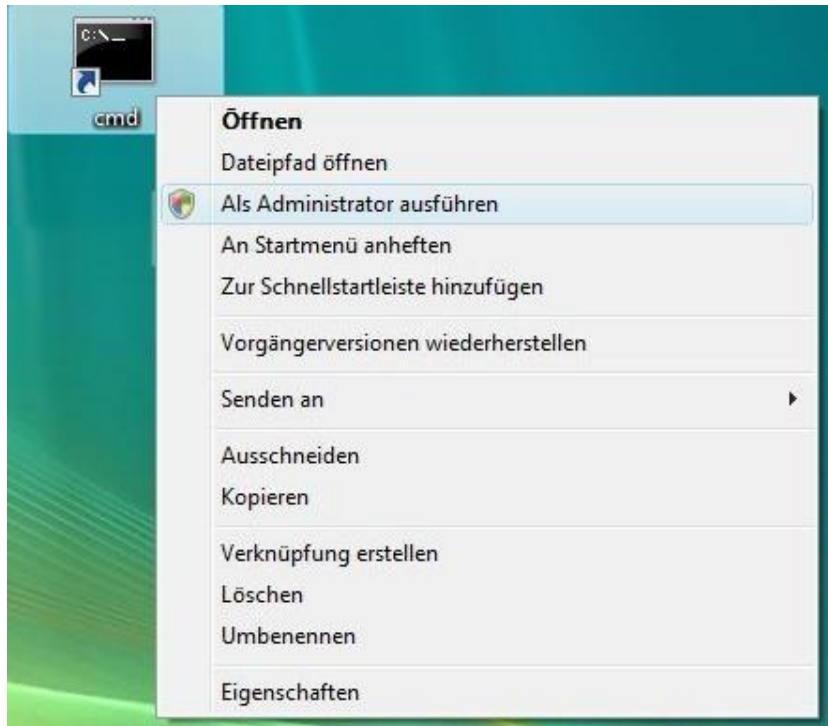 C:\_
cmd
Öffnen
Dateipfad öffnen
Als Administrator ausführen
An Startmenü anheften
Zur Schnellstartleiste hinzufügen
Vorgängerversionen wiederherstellen
Senden an
Ausschneiden
Kopieren
Verknüpfung erstellen
Löschen
Umbenennen
Eigenschaften